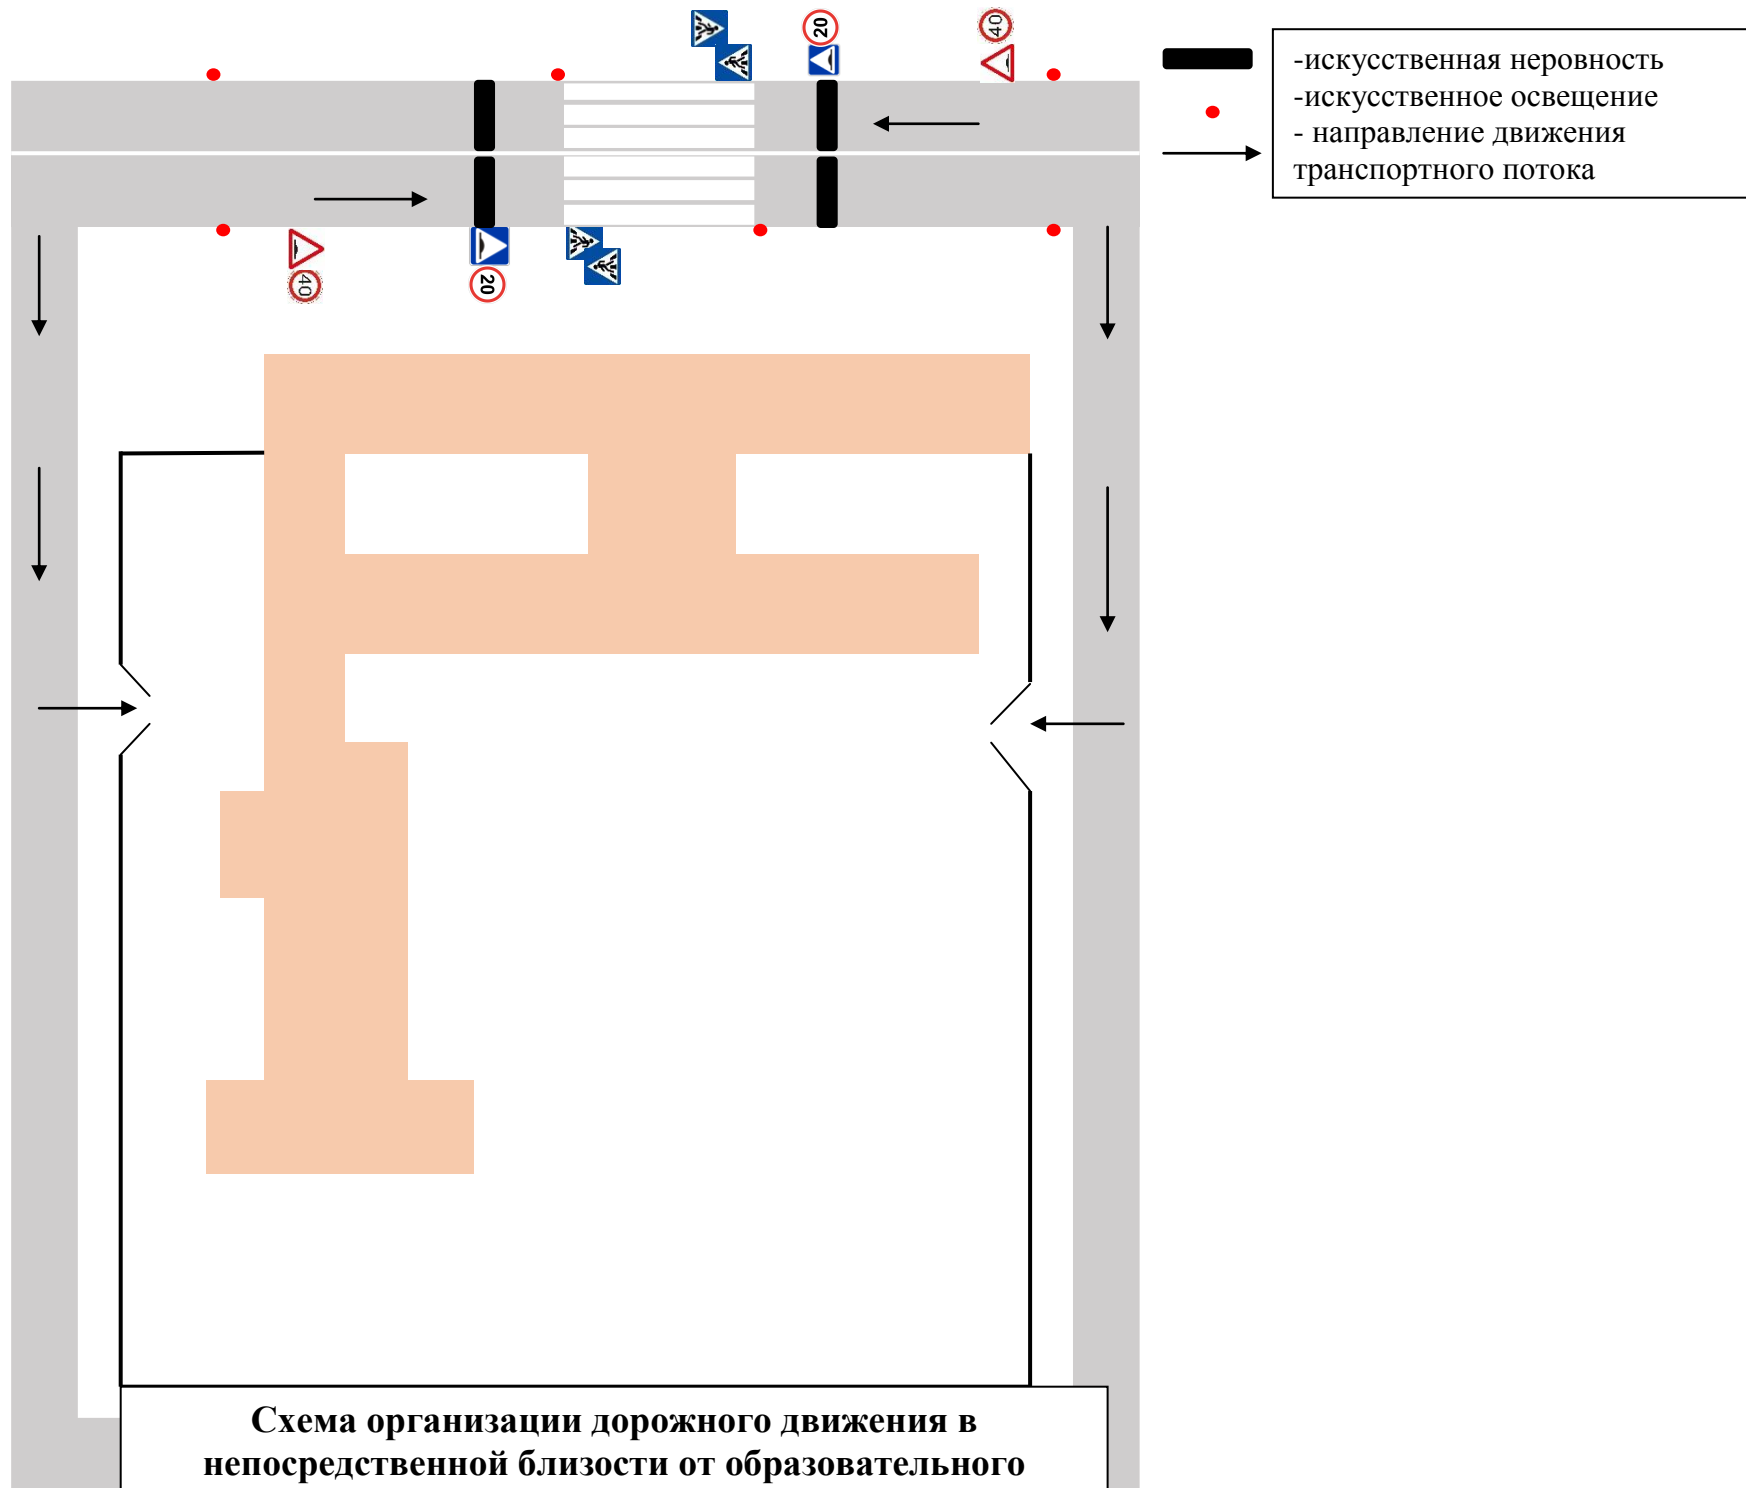 20
40
-искусственная неровность
-искусственное освещение
- направление движения
транспортного потока
40
20
Схема организации дорожного движения в
непосредственной близости от образовательного